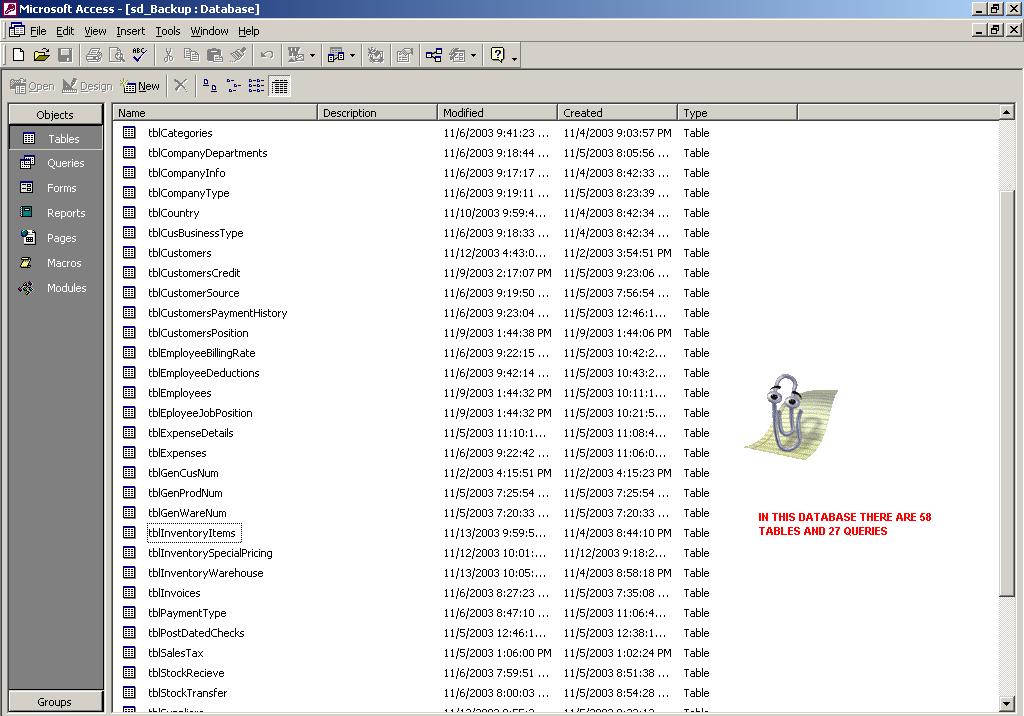 Microsoft Access - [sd_Backup : Database]
File Edit View Insert Tools Window Help
Open Design New
Objects
Tables
Queries
Forms
Reports
Pages
Macros
Modules
Groups
Name Description Modified Created Type
tblCategories 11/6/2003 9:41:23 ... 11/4/2003 9:03:57 PM Table
tblCompanyDepartments 11/6/2003 9:18:44 ... 11/5/2003 8:05:56 ... Table
tblCompanyInfo 11/6/2003 9:17:17 ... 11/4/2003 8:42:33 ... Table
tblCompanyType 11/6/2003 9:19:11 ... 11/5/2003 8:23:39 ... Table
tblCountry 11/10/2003 9:59:4... 11/4/2003 8:42:34 ... Table
tblCusBusinessType 11/6/2003 9:18:33 ... 11/4/2003 8:42:34 ... Table
tblCustomers 11/12/2003 4:43:0... 11/2/2003 3:54:51 PM Table
tblCustomersCredit 11/9/2003 2:17:07 PM 11/5/2003 9:23:06 ... Table
tblCustomerSource 11/6/2003 9:19:50 ... 11/5/2003 7:56:54 ... Table
tblCustomersPaymentHistory 11/6/2003 9:23:04 ... 11/5/2003 12:46:1... Table
tblCustomersPosition 11/9/2003 1:44:38 PM 11/9/2003 1:44:06 PM Table
tblEmployeeBillingRate 11/6/2003 9:22:15 ... 11/5/2003 10:42:2... Table
tblEmployeeDeductions 11/6/2003 9:42:14 ... 11/5/2003 10:43:2... Table
tblEmployees 11/9/2003 1:44:32 PM 11/5/2003 10:11:1... Table
tblEployeeJobPosition 11/9/2003 1:44:32 PM 11/5/2003 10:21:5... Table
tblExpenseDetails 11/5/2003 11:10:1... 11/5/2003 11:08:4... Table
tblExpenses 11/6/2003 9:22:42 ... 11/5/2003 11:06:0... Table
tblGenCusNum 11/2/2003 4:15:51 PM 11/2/2003 4:15:23 PM Table
tblGenProdNum 11/5/2003 7:25:54 ... 11/5/2003 7:25:54 ... Table
tblGenWareNum 11/5/2003 7:20:33 ... 11/5/2003 7:20:33 ... Table
tblInventoryItems 11/13/2003 9:59:5... 11/4/2003 8:44:10 PM Table
tblInventorySpecialPricing 11/12/2003 10:01:... 11/12/2003 9:18:2... Table
tblInventoryWarehouse 11/13/2003 10:05:... 11/4/2003 8:58:18 PM Table
tblInvoices 11/6/2003 8:27:23 ... 11/5/2003 7:35:08 ... Table
tblPaymentType 11/6/2003 8:47:10 ... 11/5/2003 11:06:4... Table
tblPostDatedChecks 11/5/2003 12:46:1... 11/5/2003 12:38:1... Table
tblSalesTax 11/5/2003 1:06:00 PM 11/5/2003 1:02:24 PM Table
tblStockRecieve 11/6/2003 7:59:51 ... 11/5/2003 8:51:38 ... Table
tblStockTransfer 11/6/2003 8:00:03 ... 11/5/2003 8:54:28 ... Table
IN THIS DATABASE THERE ARE 58
TABLES AND 27 QUERIES